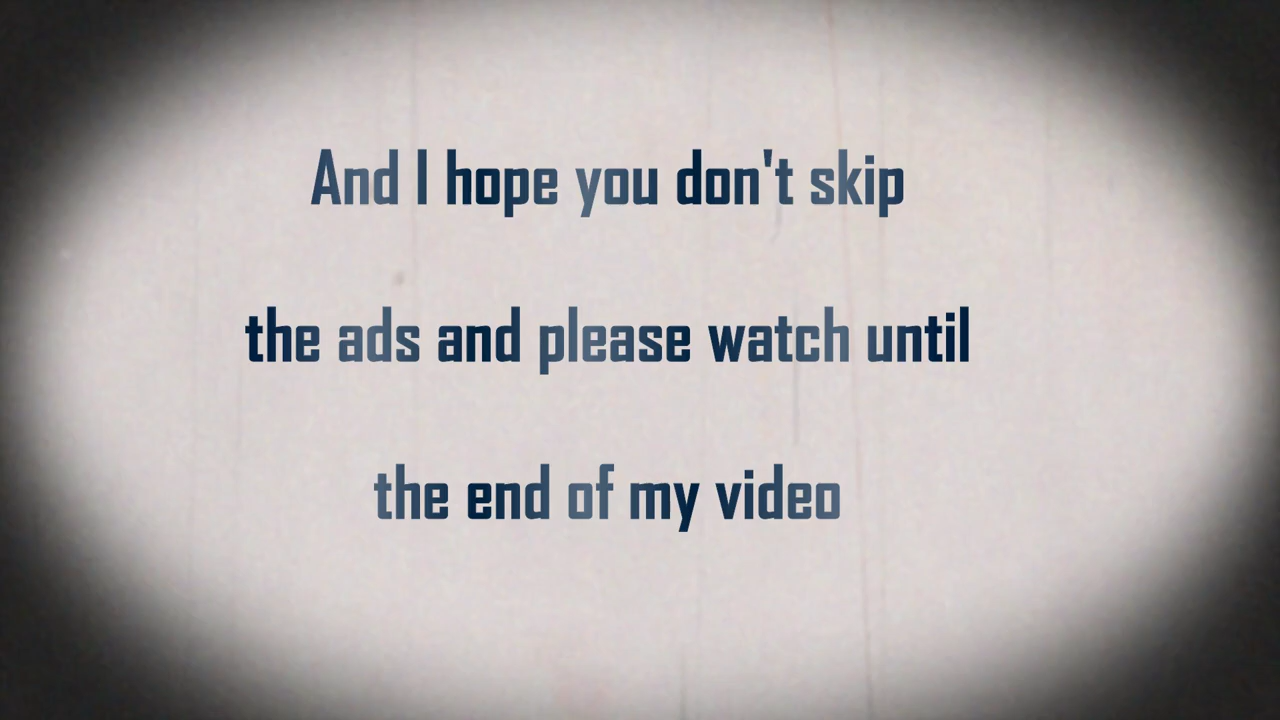 And I hope you don't skip
the ads and please watch until
the end of my video